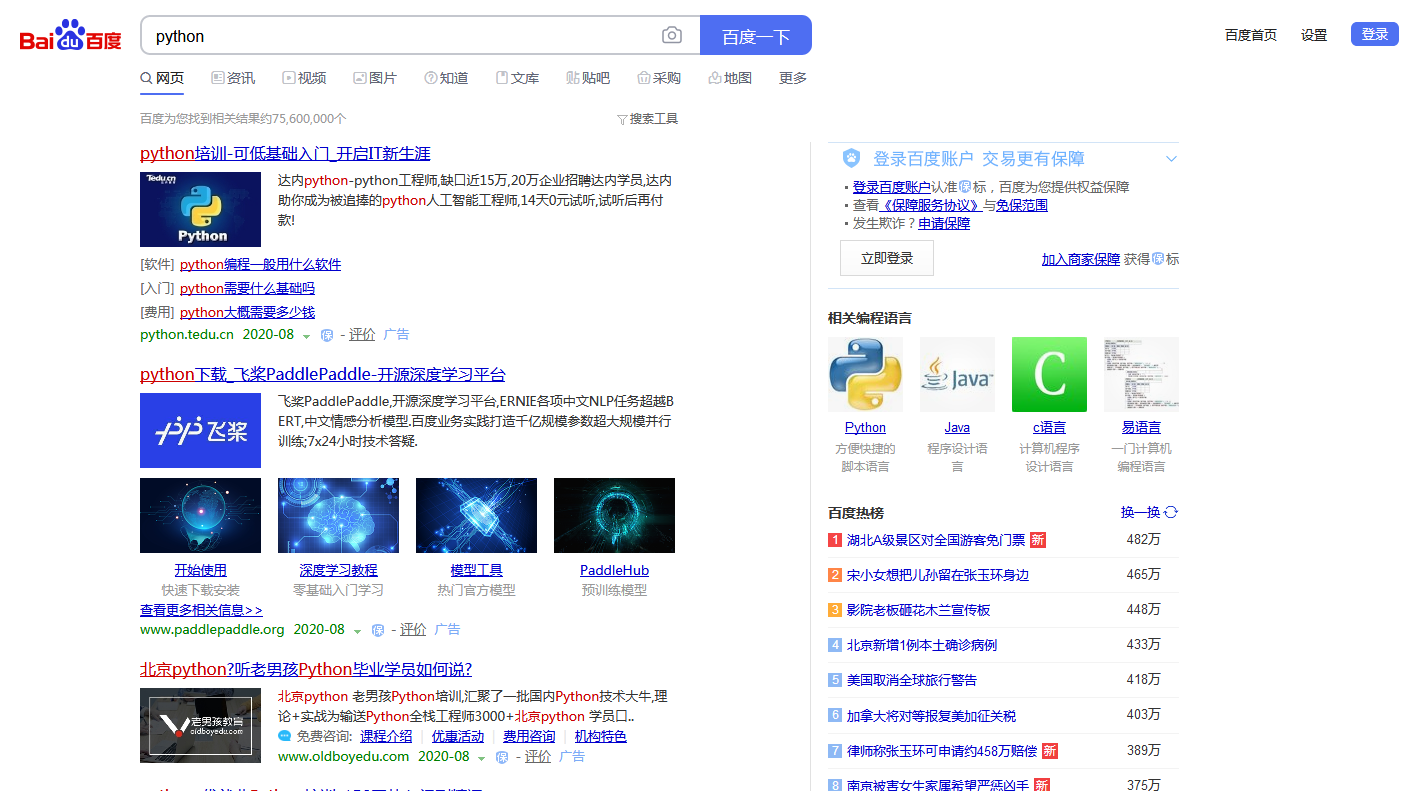 Bai du 百度
python
百度一下
百度首页 设置 登录
网页 资讯 视频 图片 知道 文库 贴吧 采购 地图 更多
百度为您找到相关结果约75,600,000个
搜索工具
python培训-可低基础入门_开启IT新生涯
Tedu.cn
Python
达内python-python工程师,缺口近15万,20万企业招聘达内学员,达内
助你成为被追捧的python人工智能工程师,14天0元试听,试听后再付
款!
[软件] python编程一般用什么软件
[入门] python需要什么基础吗
[费用] python大概需要多少钱
python.tedu.cn 2020-08 保 - 评价 广告
python下载_飞桨PaddlePaddle-开源深度学习平台
飞桨
飞桨PaddlePaddle,开源深度学习平台,ERNIE各项中文NLP任务超越B
ERT,中文情感分析模型.百度业务实践打造千亿规模参数超大规模并行
训练;7x24小时技术答疑.
开始使用 深度学习教程 模型工具 PaddleHub
快速下载安装 零基础入门学习 热门官方模型 预训练模型
查看更多相关信息>>
www.paddlepaddle.org 2020-08 保 - 评价 广告
北京python?听老男孩Python毕业学员如何说?
老男孩教育
oldboyedu.com
北京python 老男孩Python培训,汇聚了一批国内Python技术大牛,理
论+实战为输送Python全栈工程师3000+北京python 学员口..
免费咨询: 课程介绍 | 优惠活动 | 费用咨询 | 机构特色
www.oldboyedu.com 2020-08 保 - 评价 广告
登录百度账户 交易更有保障
登录百度账户认准保标，百度为您提供权益保障
查看《保障服务协议》与免保范围
发生欺诈？申请保障
立即登录
加入商家保障 获得保标
相关编程语言
Java
C
Python Java c语言 易语言
方便快捷的 程序设计语 计算机程序 一门计算机
脚本语言 言 设计语言 编程语言
百度热榜
换一换
1 湖北A级景区对全国游客免门票 新 482万
2 宋小女想把儿孙留在张玉环身边 465万
3 影院老板砸花木兰宣传板 448万
4 北京新增1例本土确诊病例 433万
5 美国取消全球旅行警告 418万
6 加拿大将对等报复美加征关税 403万
7 律师称张玉环可申请约458万赔偿 新 389万
8 南京被害女生家属希望严惩凶手 新 375万